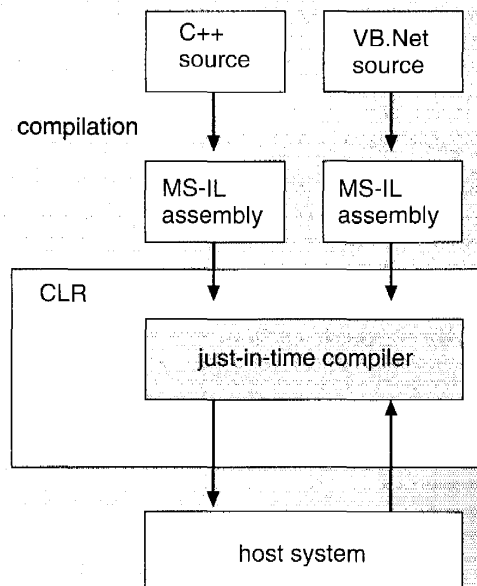 C++
source
VB.Net
source
compilation
MS-IL
assembly
MS-IL
assembly
CLR
just-in-time compiler
host system